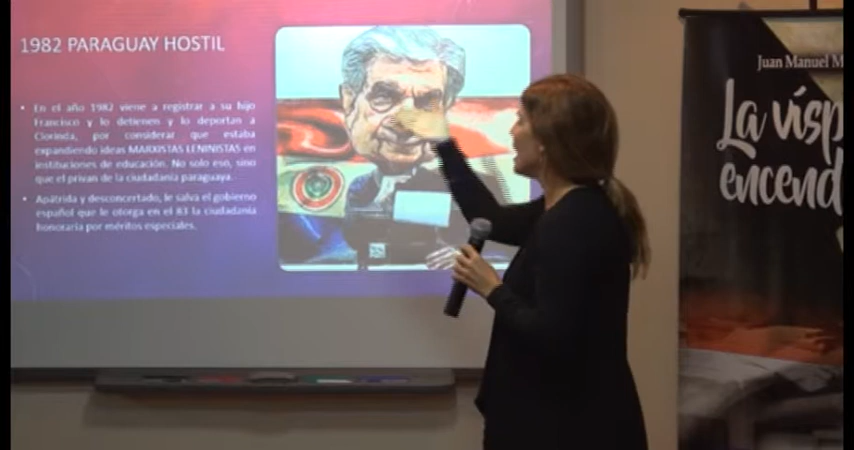 1982 PARAGUAY HOSTIL
• En el año 1982 viene a registrar a su hijo
Francisco y lo detienen y lo deportan a
Clorinda, por considerar que estaba
expandiendo ideas MARXISTAS LENINISTAS en
instituciones de educación. No solo eso, sino
que el privan de la ciudadanía paraguaya.
• Apátrida y desconcertado, le salva el gobierno
español que le otorga en el 83 la ciudadanía
honoraria por méritos especiales.
Juan Manuel M
La vísp
encend